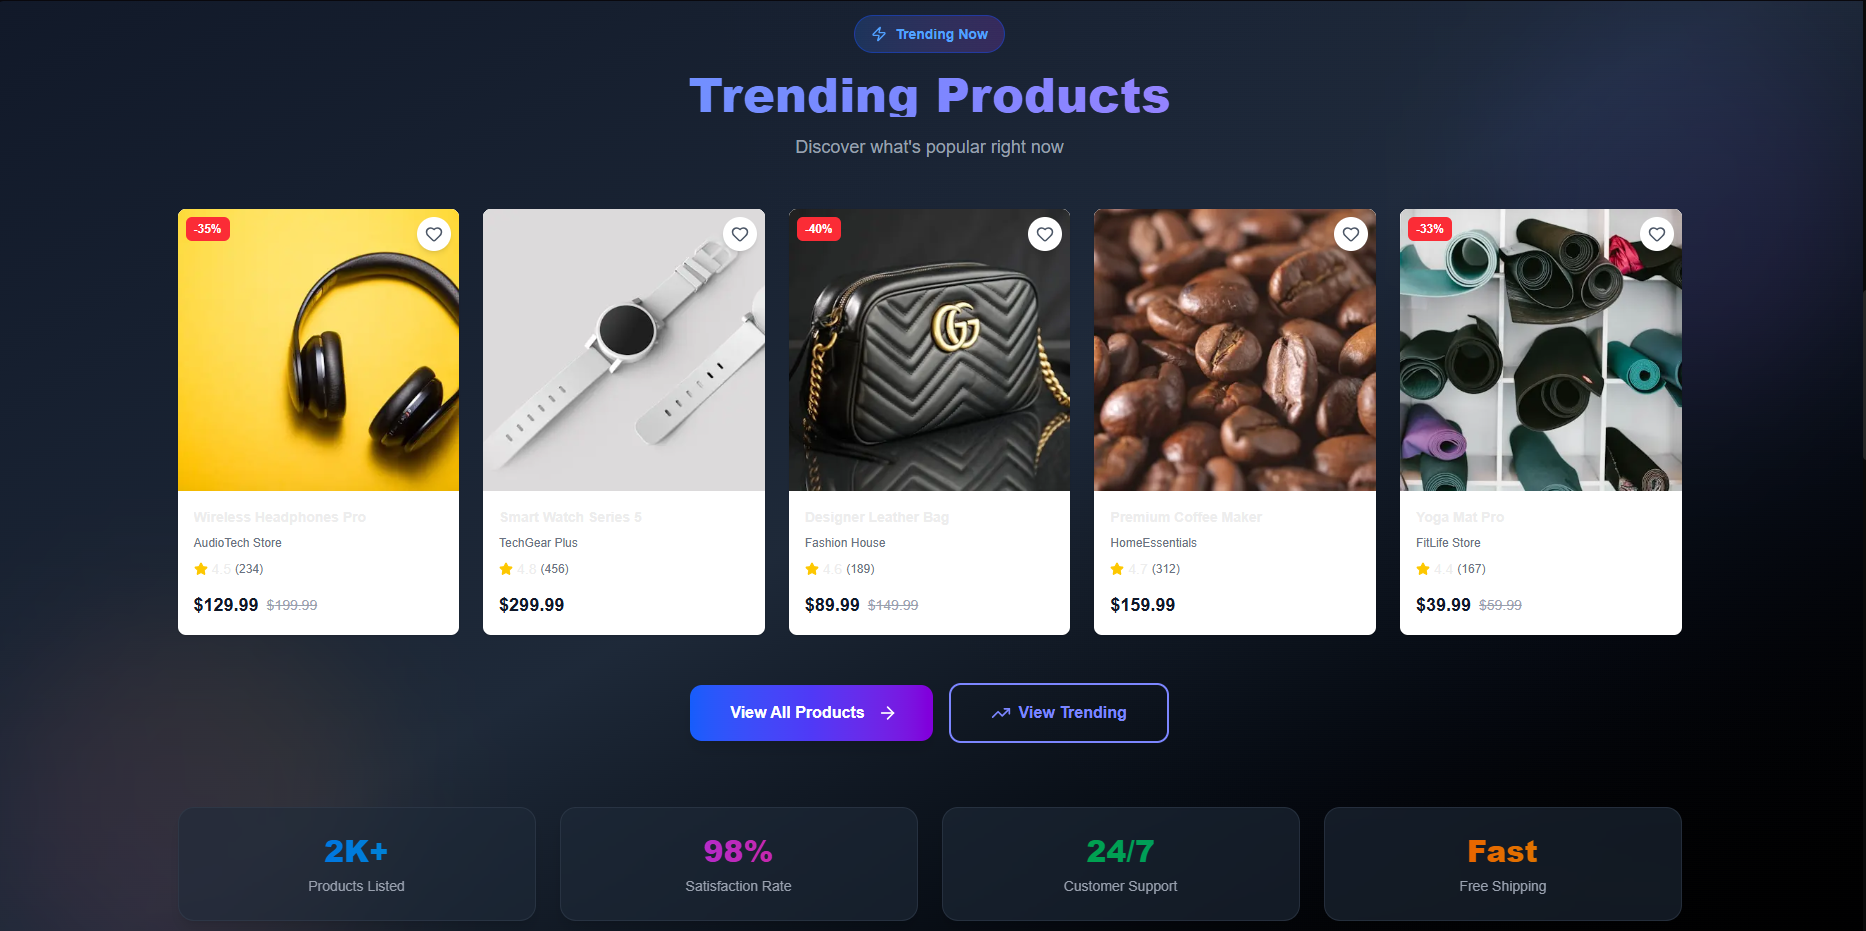 Trending Now
Trending Products
Discover what's popular right now
-35%
-40%
-33%
Wireless Headphones Pro
AudioTech Store
4.5 (234)
$129.99 $199.99
Smart Watch Series 5
TechGear Plus
4.8 (456)
$299.99
Designer Leather Bag
Fashion House
4.6 (189)
$89.99 $149.99
Premium Coffee Maker
HomeEssentials
4.7 (312)
$159.99
Yoga Mat Pro
FitLife Store
4.4 (167)
$39.99 $59.99
View All Products
View Trending
2K+
Products Listed
98%
Satisfaction Rate
24/7
Customer Support
Fast
Free Shipping